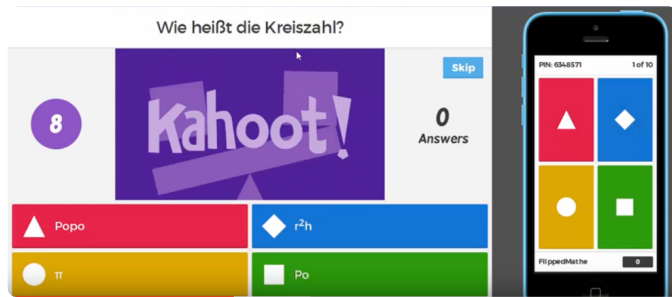 Wie heißt die Kreiszahl?
Skip
8
Kahoot!
0
Answers
Popo
r²h
π
Po
PIN: 6348571
1 of 10
FlippedMathe
0